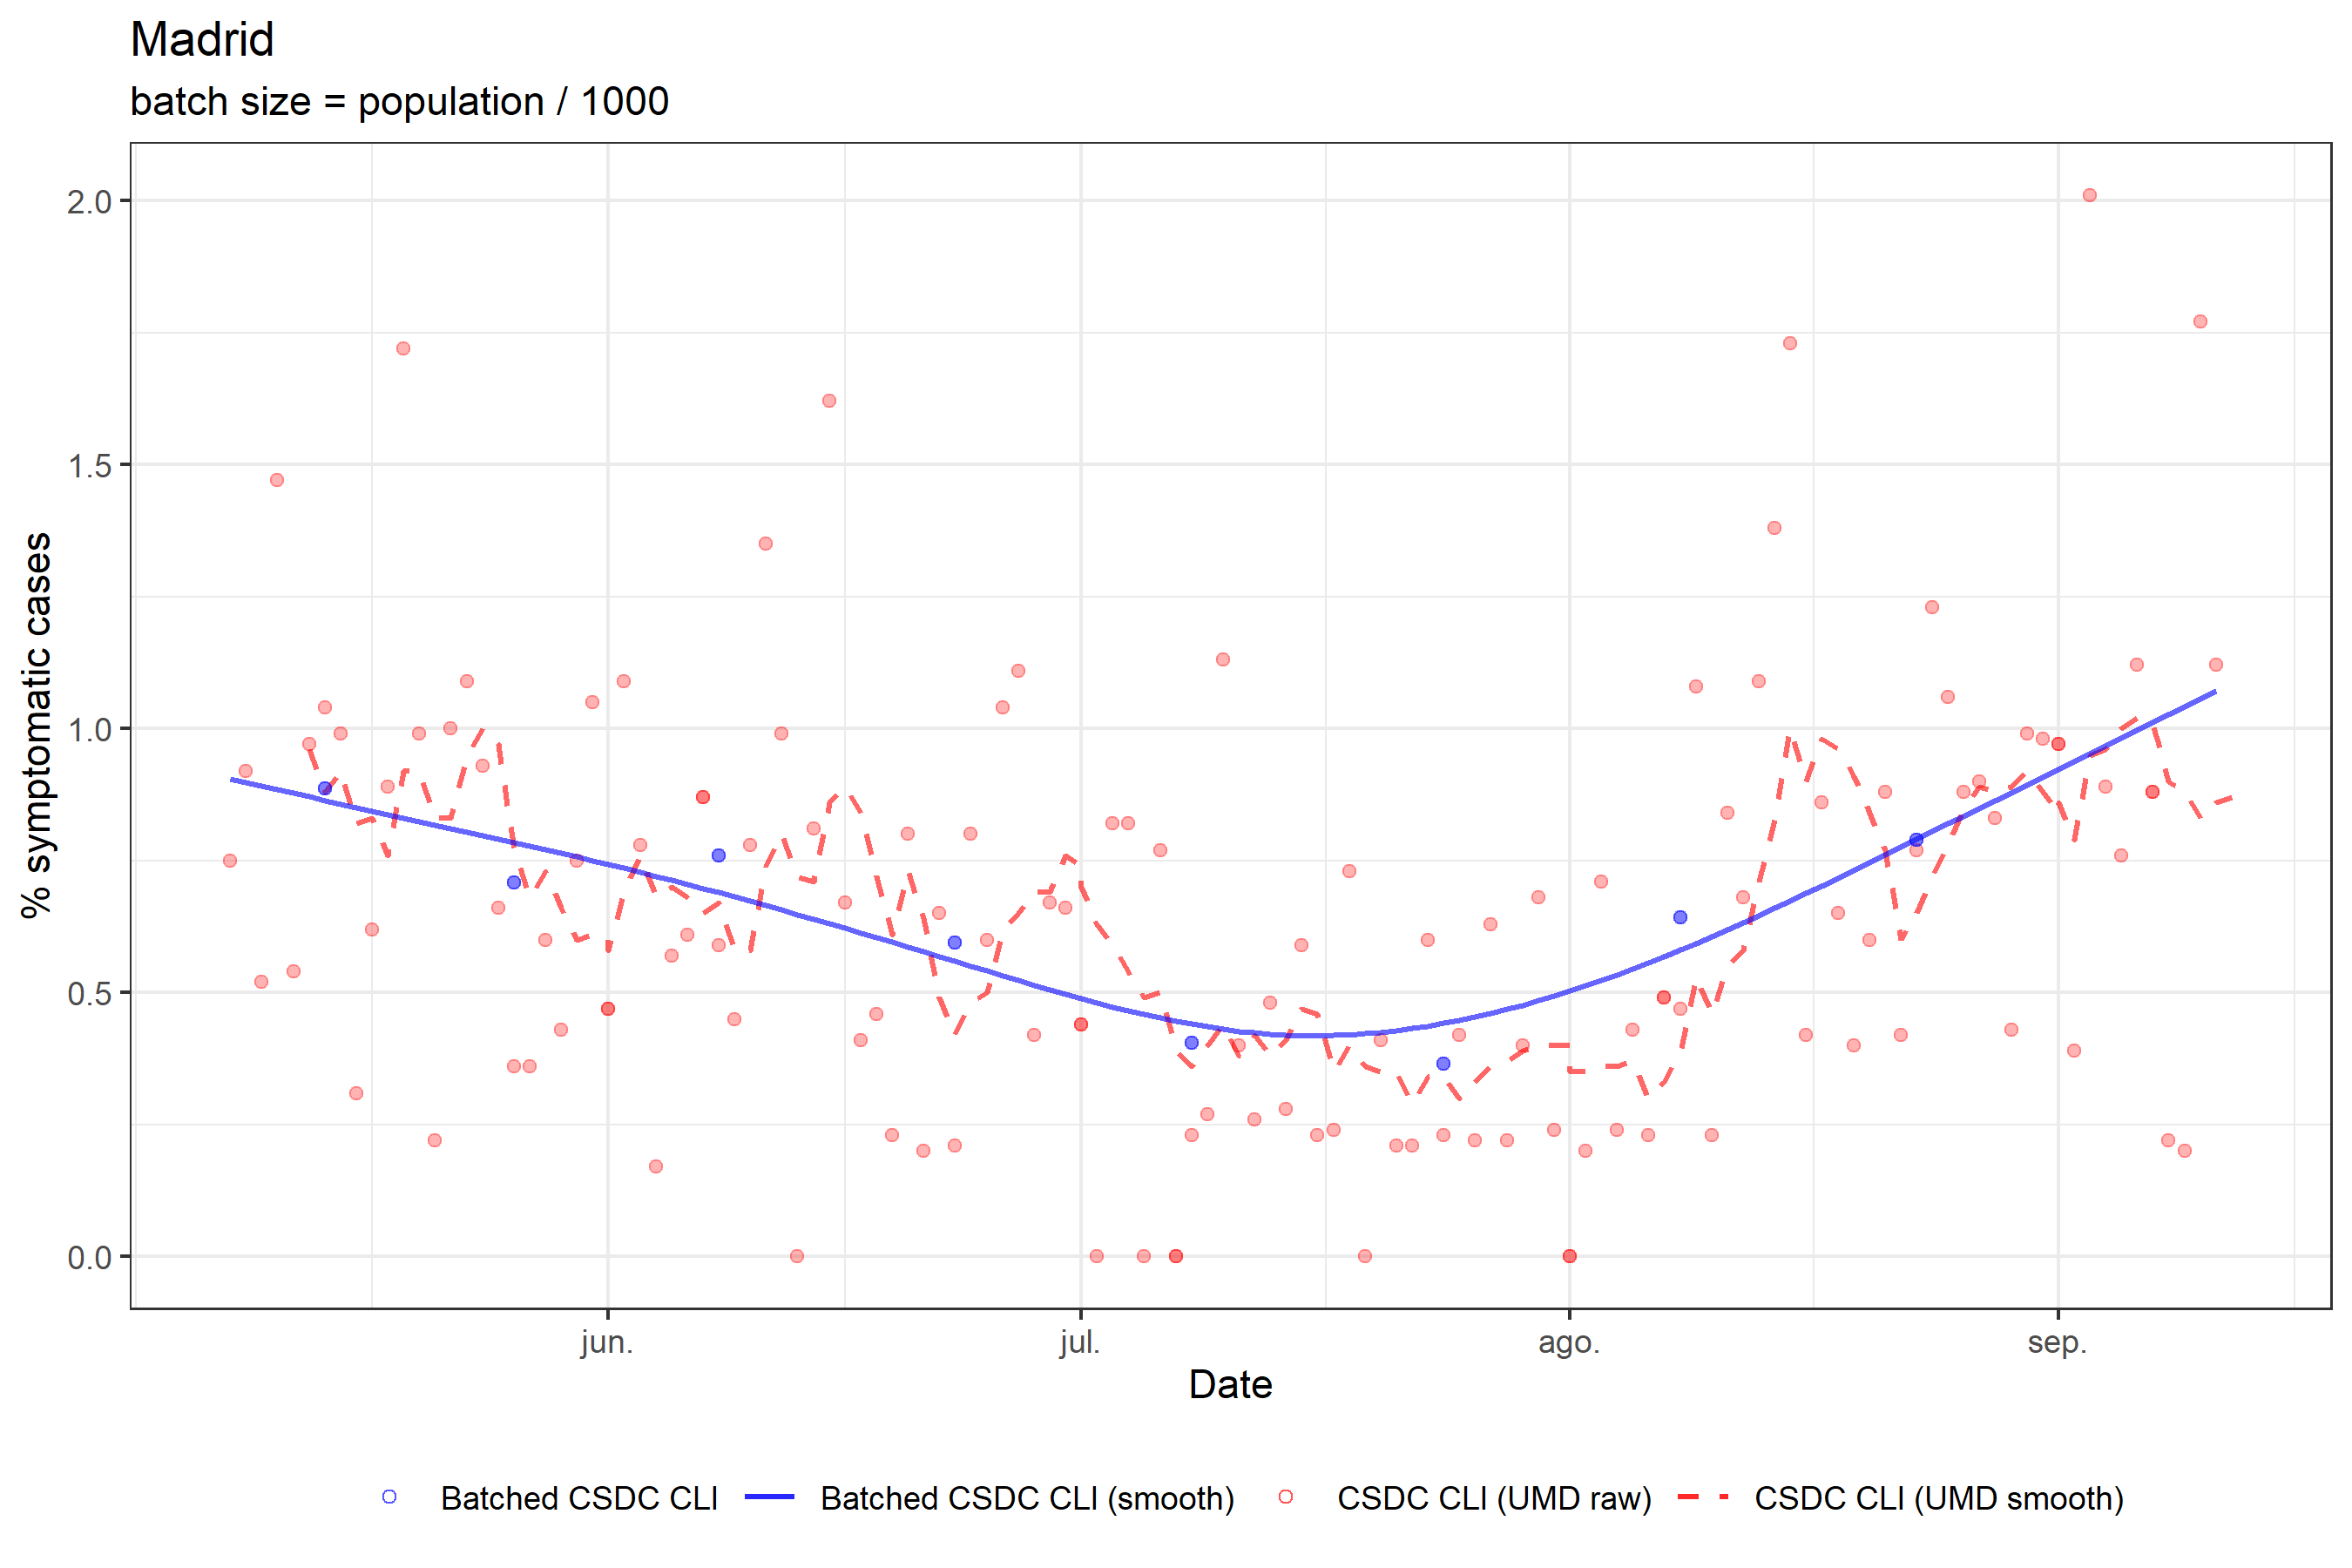 Madrid
batch size = population / 1000
% symptomatic cases
2.0
1.5
1.0
0.5
0.0
jun.
jul.
ago.
sep.
Date
Batched CSDC CLI
Batched CSDC CLI (smooth)
CSDC CLI (UMD raw)
CSDC CLI (UMD smooth)